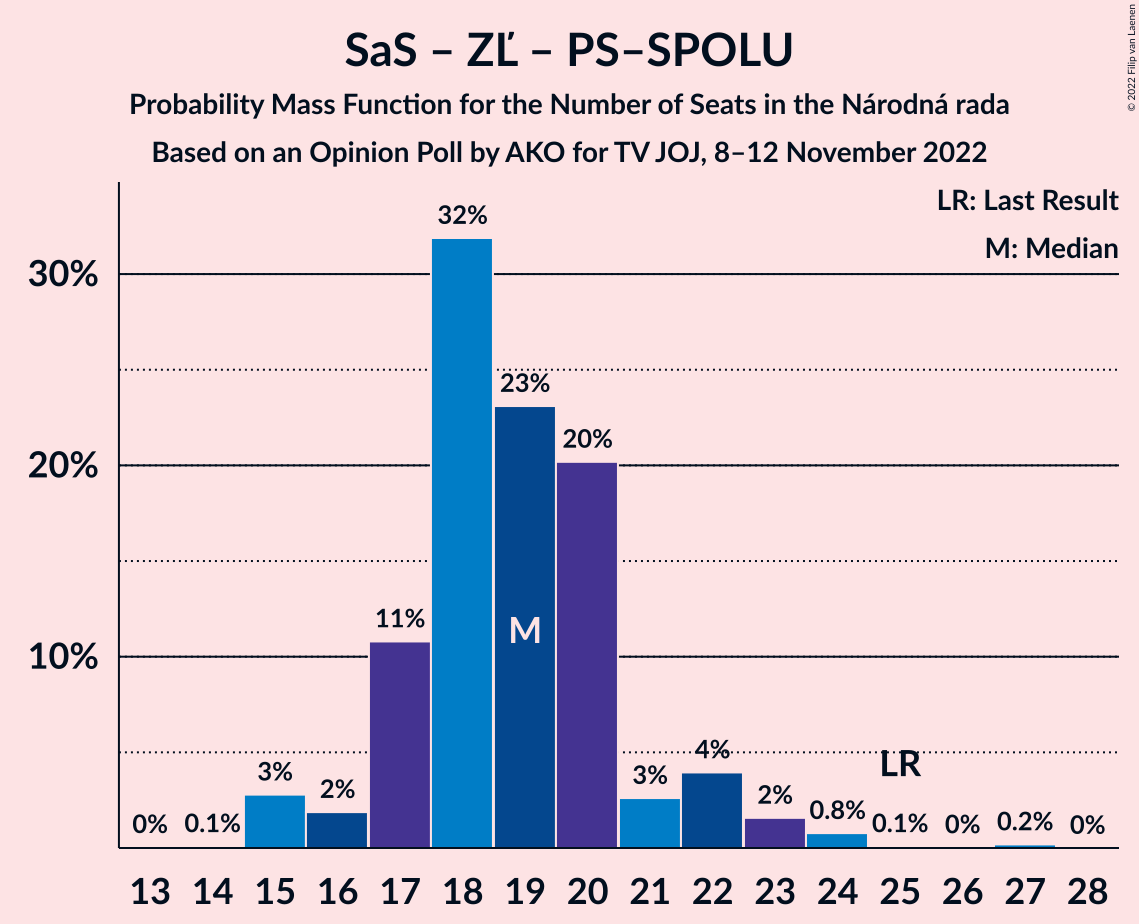 SaS – ZĽ – PS–SPOLU
Probability Mass Function for the Number of Seats in the Národná rada
Based on an Opinion Poll by AKO for TV JOJ, 8–12 November 2022
© 2022 Filip van Laenen
LR: Last Result
M: Median
30%
20%
10%
0%
0.1%
3%
2%
11%
32%
23%
20%
3%
4%
2%
0.8%
0.1%
0%
0.2%
0%
M
LR
13 14 15 16 17 18 19 20 21 22 23 24 25 26 27 28